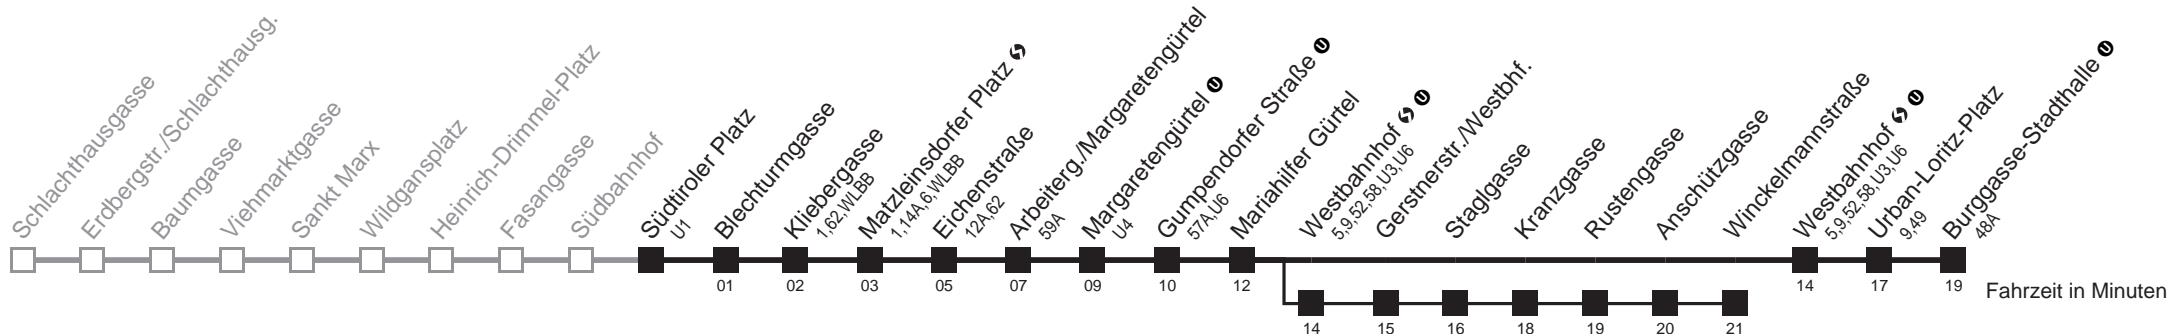 Schlachthausgasse
Erdbergstr./Schlachthausg.
Baumgasse
Viehmarktgasse
Sankt Marx
Wildgansplatz
Heinrich-Drimmel-Platz
Fasangasse
Südbahnhof
Südtiroler Platz
U1
Blechturmgasse
Kliebergasse
1,62,WLBB
Matzleinsdorfer Platz
1,14A,6,WLBB
Eichenstraße
12A,62
Arbeiterg./Margaretengürtel
59A
Margaretengürtel U
U4
Gumpendorfer Straße U
57A,U6
Mariahilfer Gürtel
Westbahnhof U
5,9,52,58,U3,U6
Gerstnerstr./Westbhf.
Staglgasse
Kranzgasse
Rustengasse
Anschützgasse
Winckelmannstraße
Westbahnhof U
5,9,52,58,U3,U6
Urban-Loritz-Platz
9,49
Burggasse-Stadthalle U
48A
01 02 03 05 07 09 10 12 14 17 19
Fahrzeit in Minuten
14 15 16 18 19 20 21